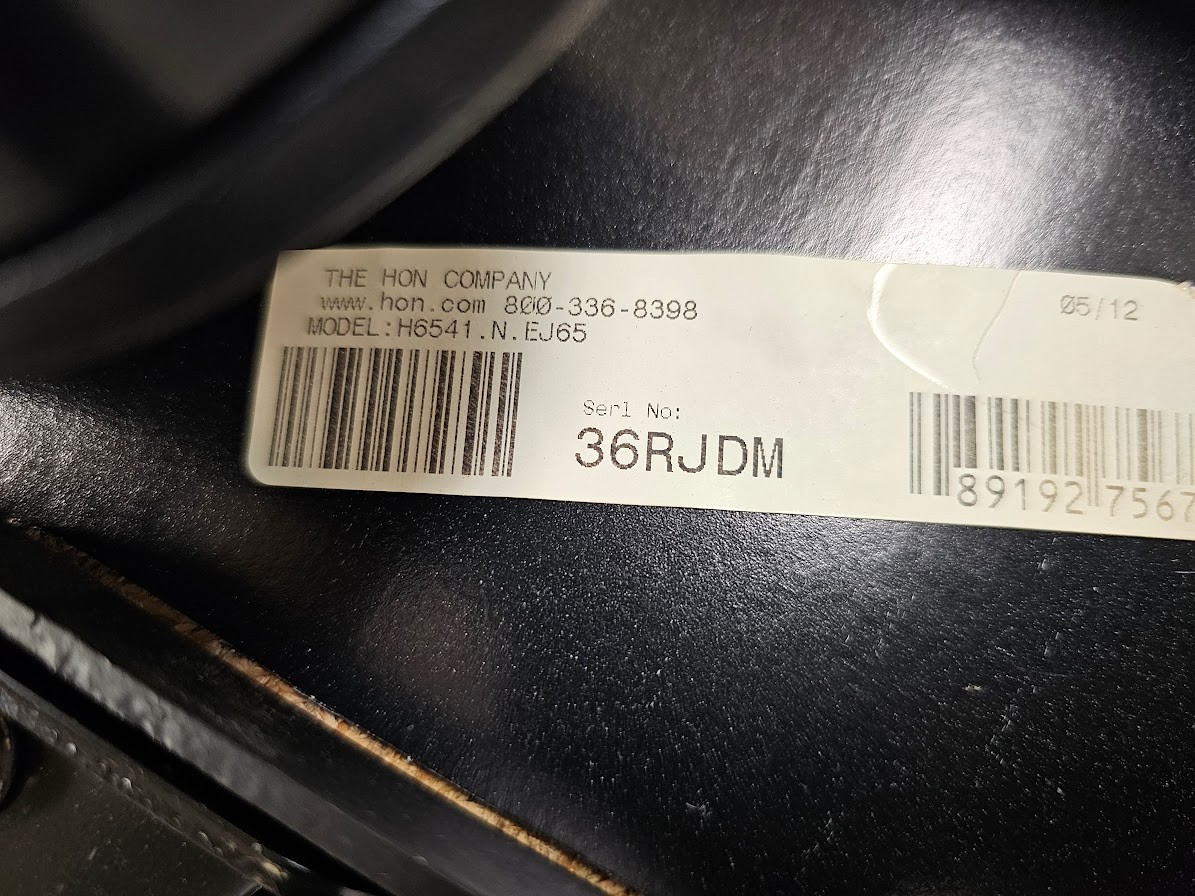 THE HON COMPANY
www.hon.com 800-336-8398
MODEL:H6541.N.EJ65
05/12
Serl No:
36RJDM
89192 7567